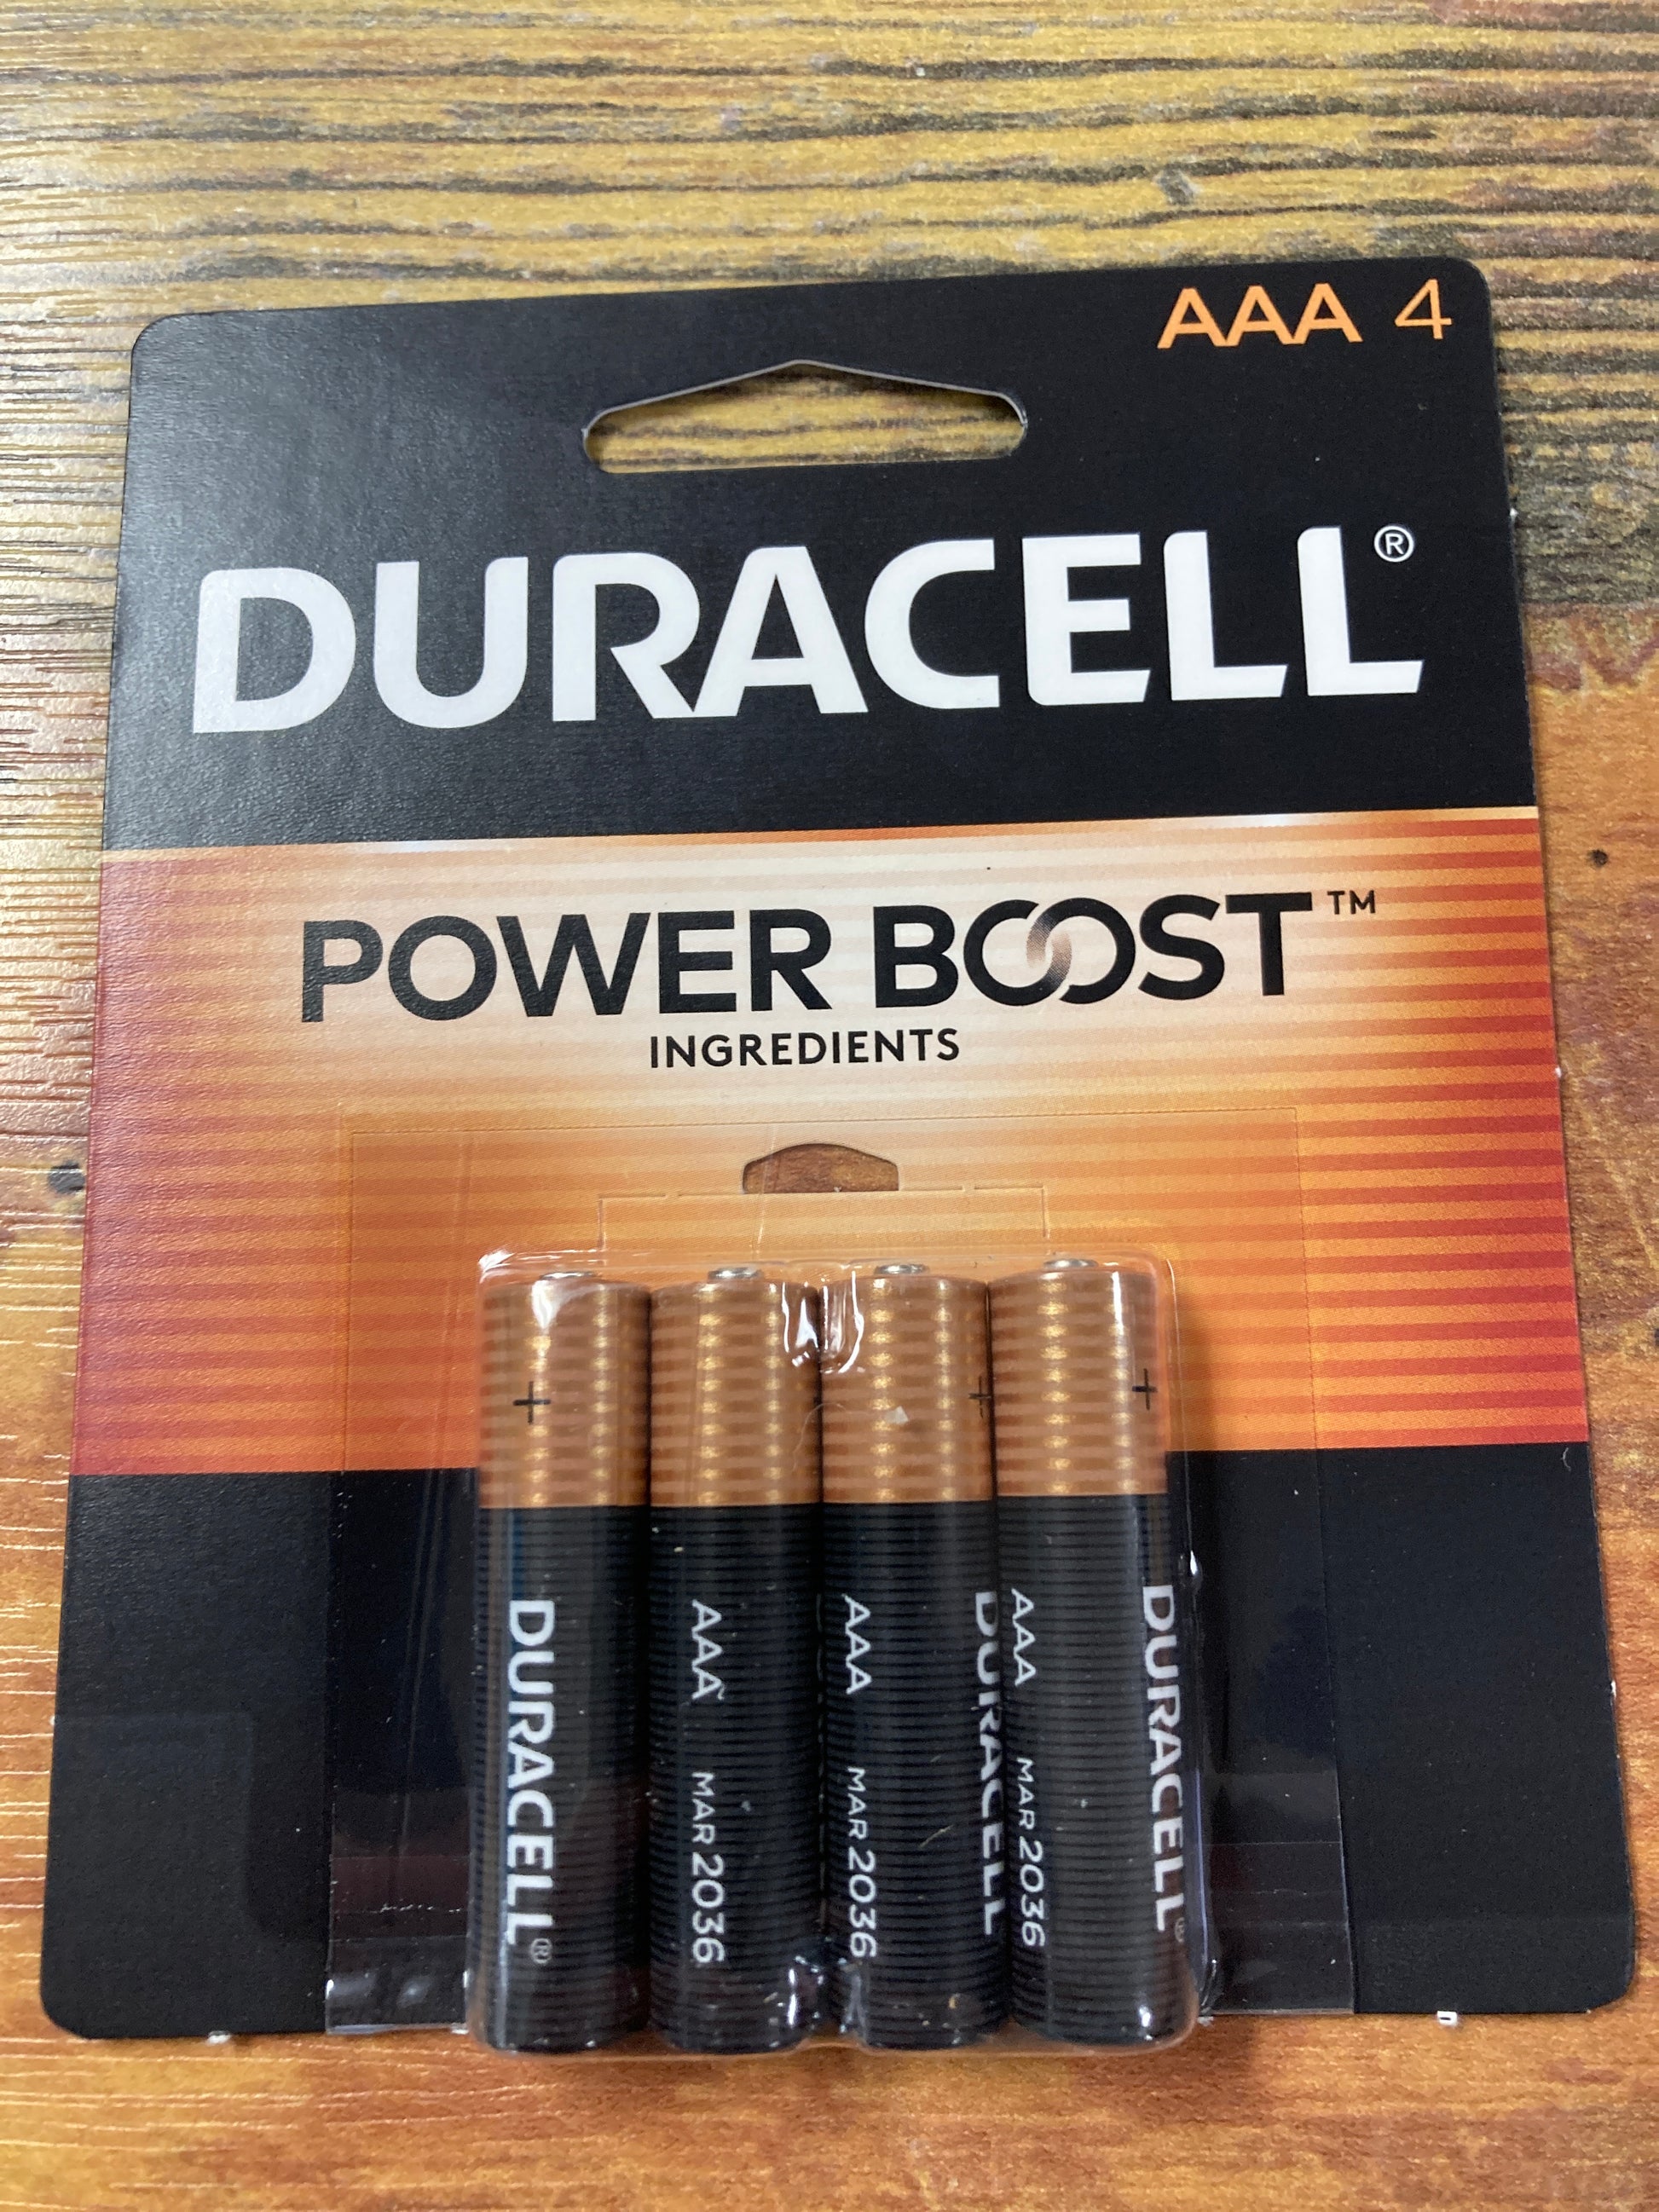 AAA 4
DURACELL®
POWER BOOST™
INGREDIENTS
+
DURACELL®
AAA MAR 2036
+
AAA MAR 2036
DURACELL
+
AAA MAR 2036
DURACELL®